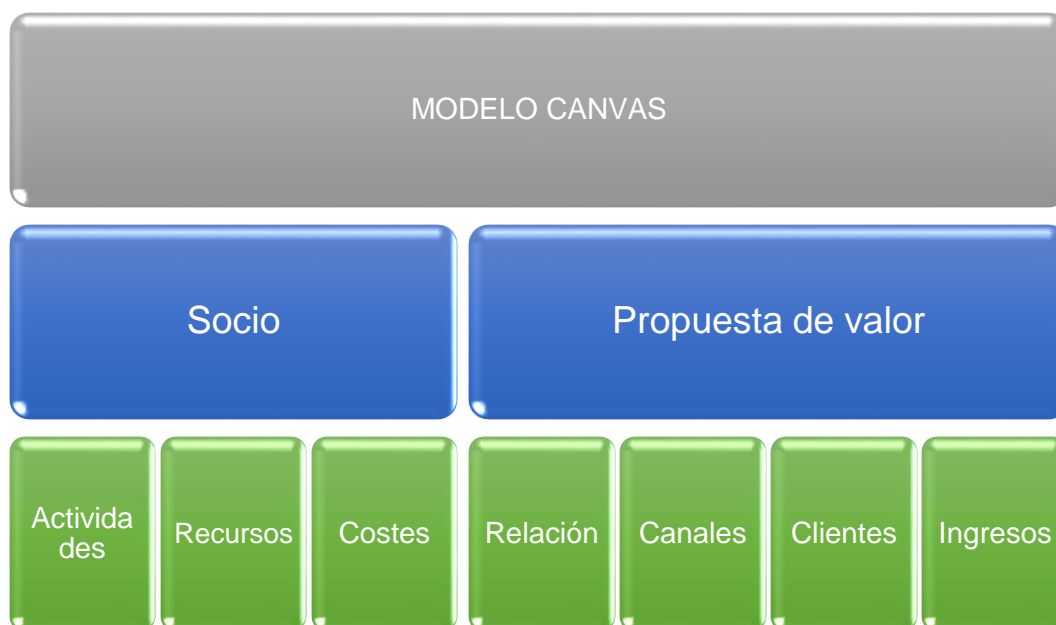 MODELO CANVAS
Socio
Propuesta de valor
Activida
des
Recursos
Costes
Relación
Canales
Clientes
Ingresos